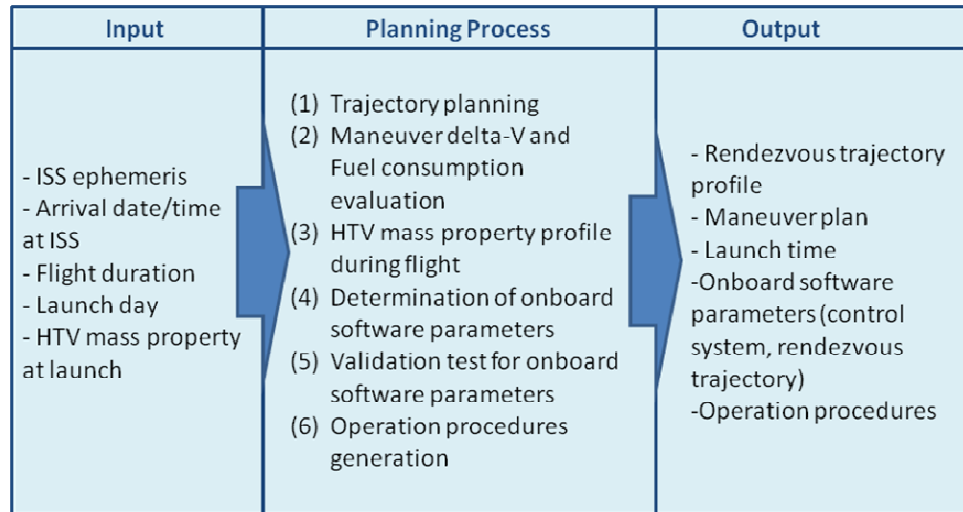 Input
Planning Process
Output
- ISS ephemeris
- Arrival date/time
at ISS
- Flight duration
- Launch day
- HTV mass property
at launch
(1) Trajectory planning
(2) Maneuver delta-V and
Fuel consumption
evaluation
(3) HTV mass property profile
during flight
(4) Determination of onboard
software parameters
(5) Validation test for onboard
software parameters
(6) Operation procedures
generation
- Rendezvous trajectory
profile
- Maneuver plan
- Launch time
-Onboard software
parameters (control
system, rendezvous
trajectory)
-Operation procedures